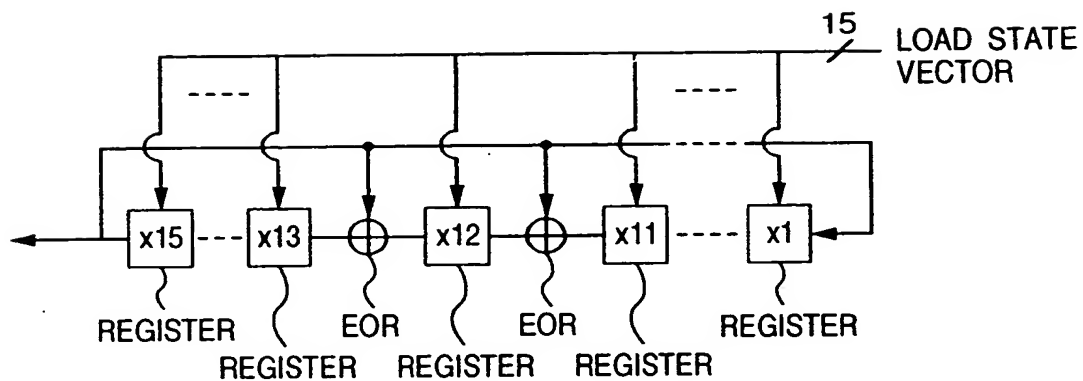 15
LOAD STATE
VECTOR
x15
x13
x12
x11
x1
REGISTER
EOR
EOR
REGISTER
REGISTER
REGISTER
REGISTER